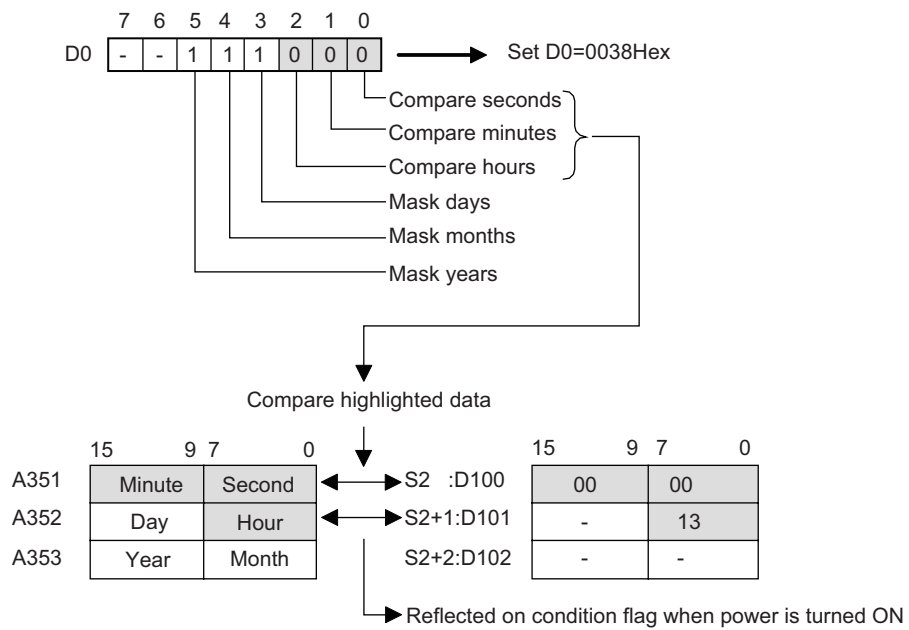 7 6 5 4 3 2 1 0
D0 - - 1 1 1 0 0 0 Set D0=0038Hex
Compare seconds
Compare minutes
Compare hours
Mask days
Mask months
Mask years
Compare highlighted data
15 9 7 0 15 9 7 0
A351 Minute Second S2 :D100 00 00
A352 Day Hour S2+1:D101 - 13
A353 Year Month S2+2:D102 - -
Reflected on condition flag when power is turned ON